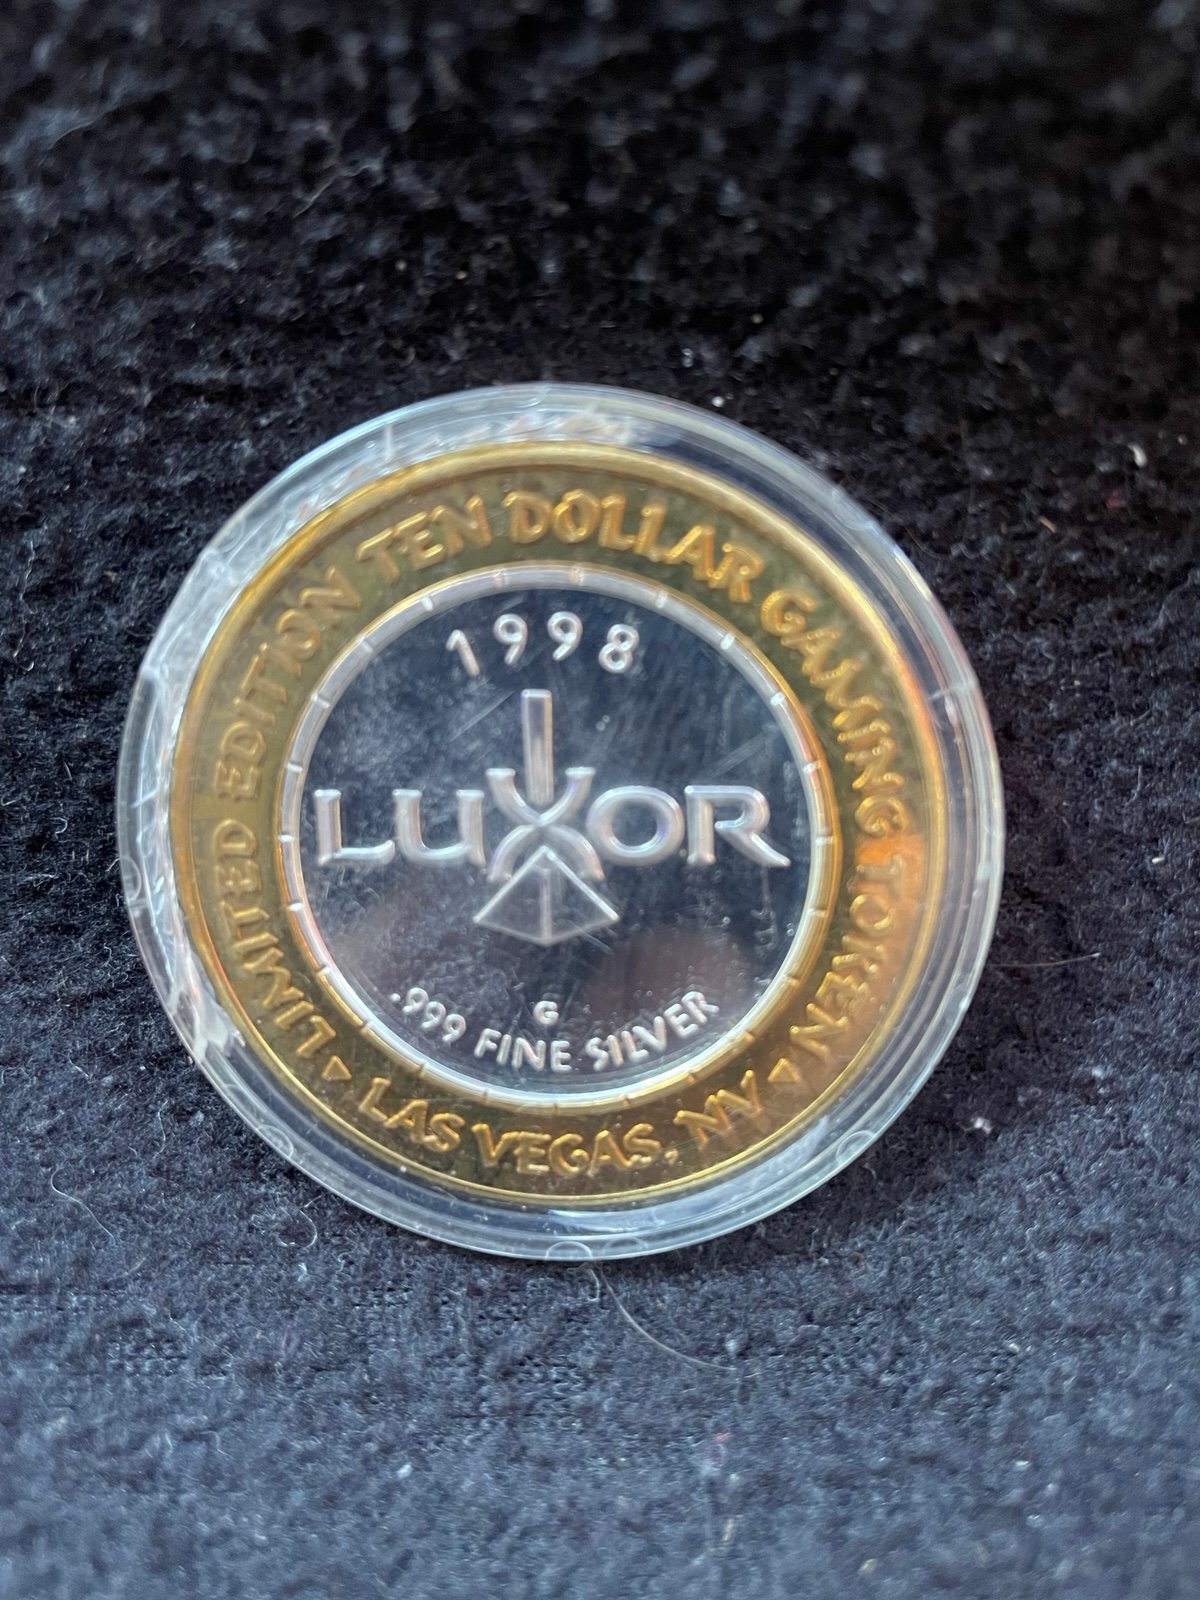 LIMITED EDITION TEN DOLLAR GAMING TOKEN
1998
LUXOR
G
.999 FINE SILVER
LAS VEGAS, NV